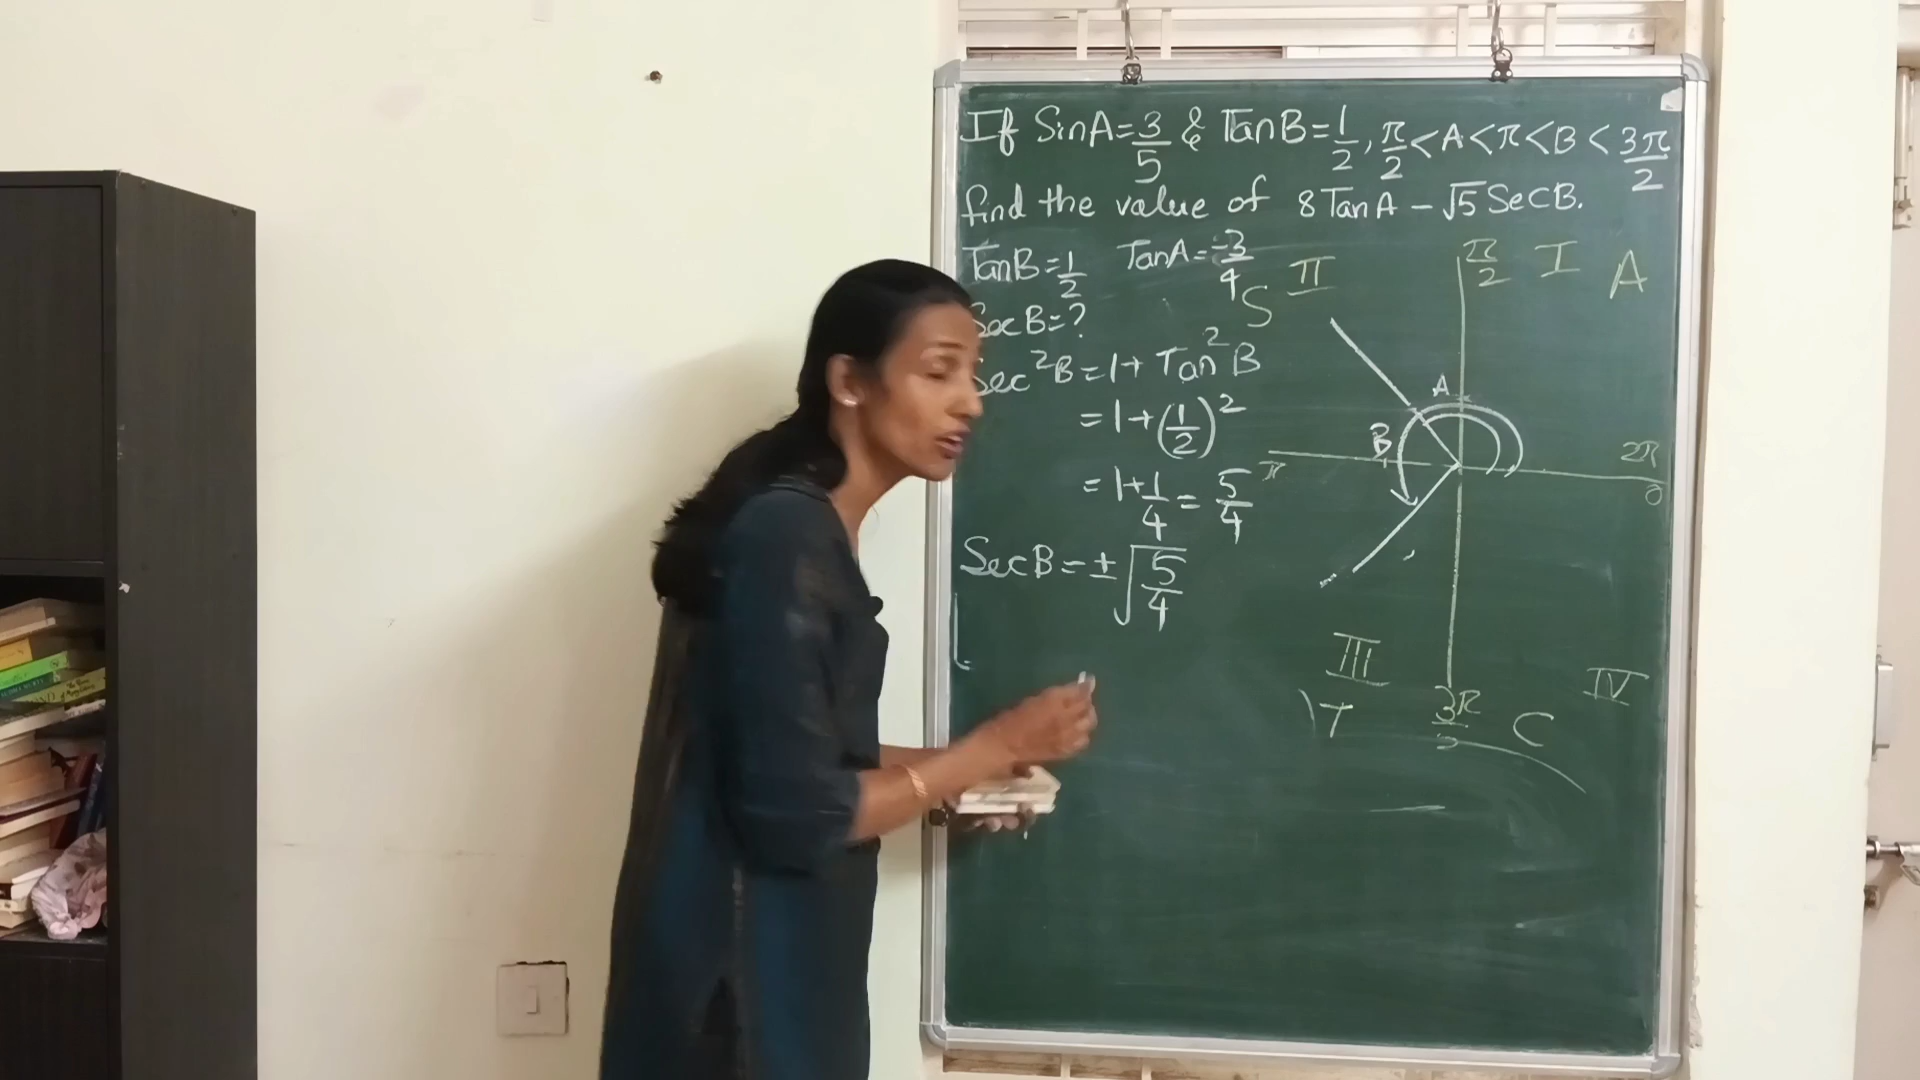 If SinA=3/5 & TanB=1/2, π/2<A<π<B<3π/2
find the value of 8TanA-√5SecB.
TanB=1/2 TanA=-3/4
SecB=?
Sec²B=1+Tan²B
=1+(1/2)²
=1+1/4=5/4
SecB=±√5/4
π/2 I A
S II
A
B
π
2π
0
III
IV
T
3π/2
C